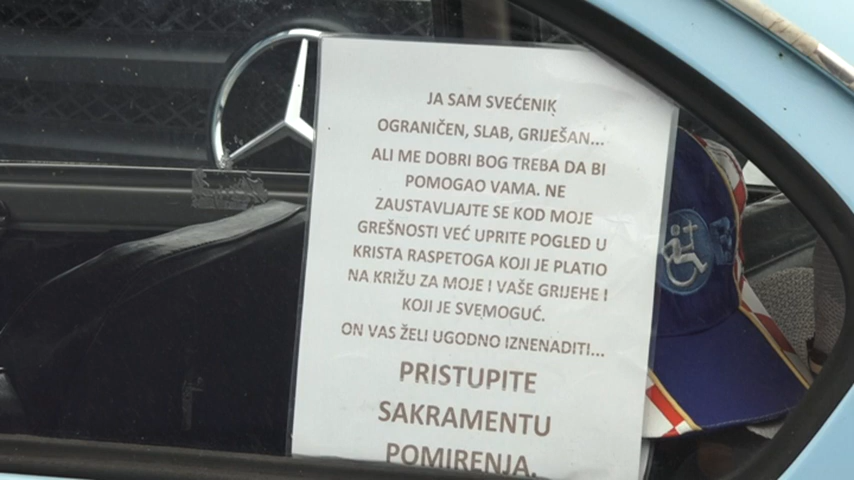 JA SAM SVEĆENIK
OGRANIČEN, SLAB, GRIJEŠAN...
ALI ME DOBRI BOG TREBA DA BI
POMOGAO VAMA. NE
ZAUSTAVLJAJTE SE KOD MOJE
GREŠNOSTI VEĆ UPRITE POGLED U
KRISTA RASPETOGA KOJI JE PLATIO
NA KRIŽU ZA MOJE I VAŠE GRIJEHE I
KOJI JE SVEMOGUĆ.
ON VAS ŽELI UGODNO IZNENADITI...
PRISTUPITE
SAKRAMENTU
POMIRENJA.